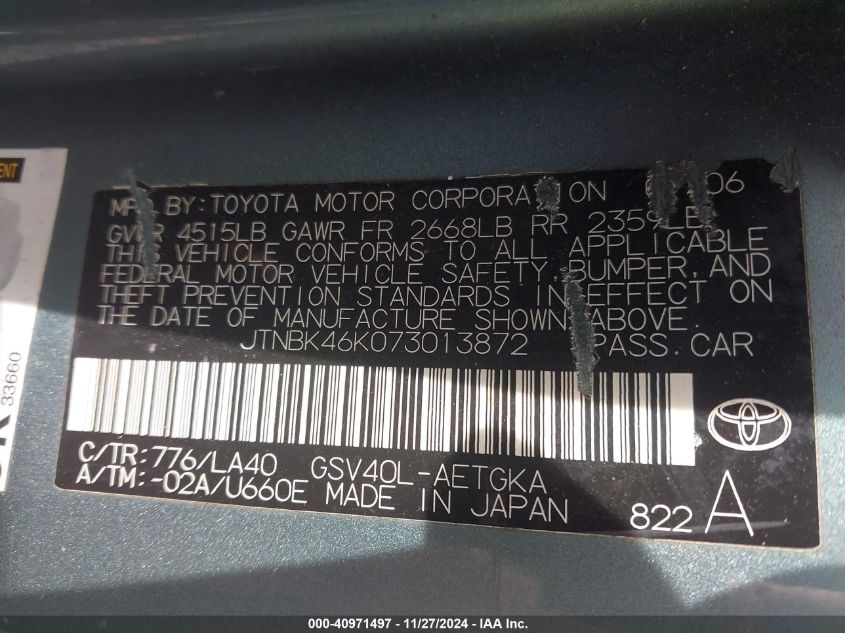 ENT
33660
MFD BY: TOYOTA MOTOR CORPORATION 06
GVWR 4515LB GAWR FR 2668LB RR 2359LB
THIS VEHICLE CONFORMS TO ALL APPLICABLE
FEDERAL MOTOR VEHICLE SAFETY, BUMPER, AND
THEFT PREVENTION STANDARDS IN EFFECT ON
THE DATE OF MANUFACTURE SHOWN ABOVE.
JTNBK46K073013872 PASS.CAR
C/TR: 776/LA40 GSV40L-AETGKA
A/TM: -02A/U660E MADE IN JAPAN
822 A
000-40971497 - 11/27/2024 - IAA Inc.